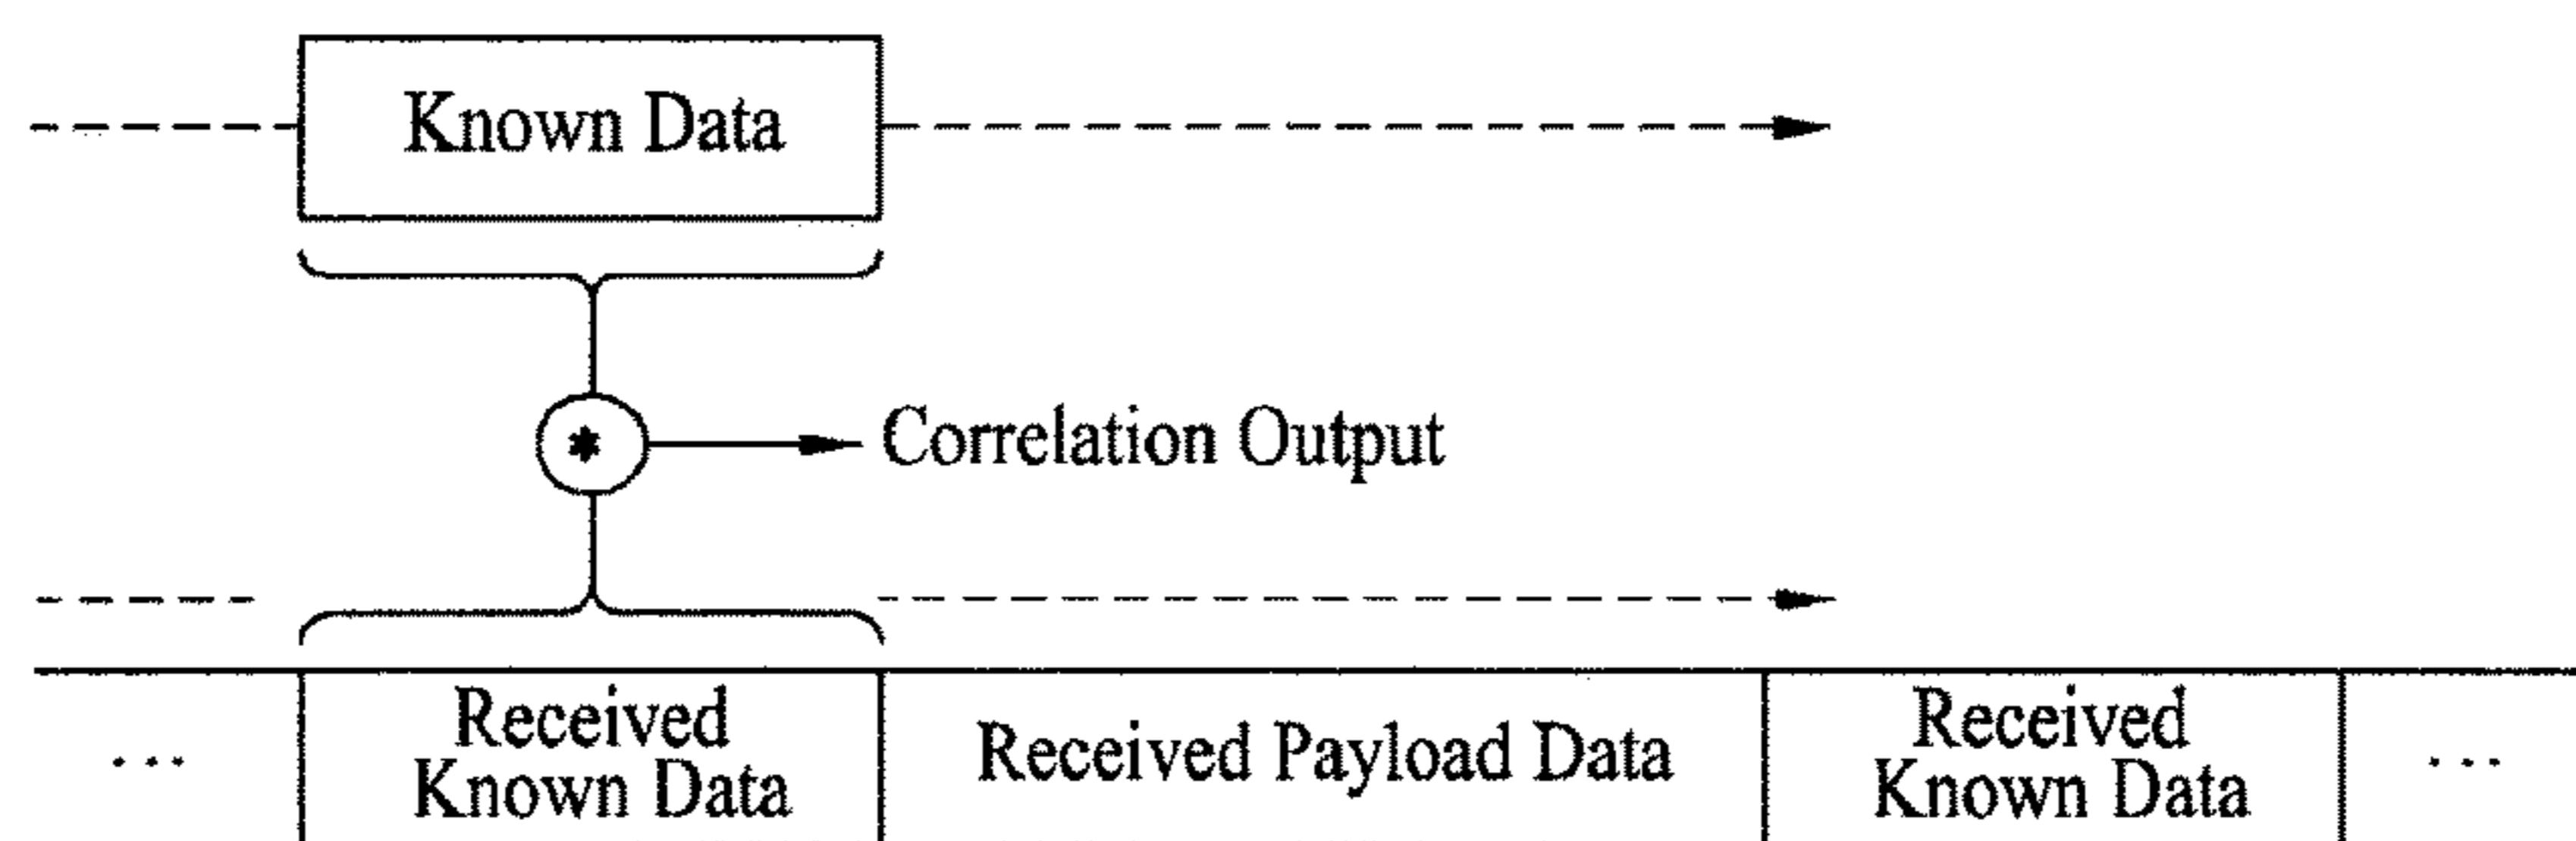 Known Data
*
Correlation Output
... Received Known Data Received Payload Data Received Known Data ...